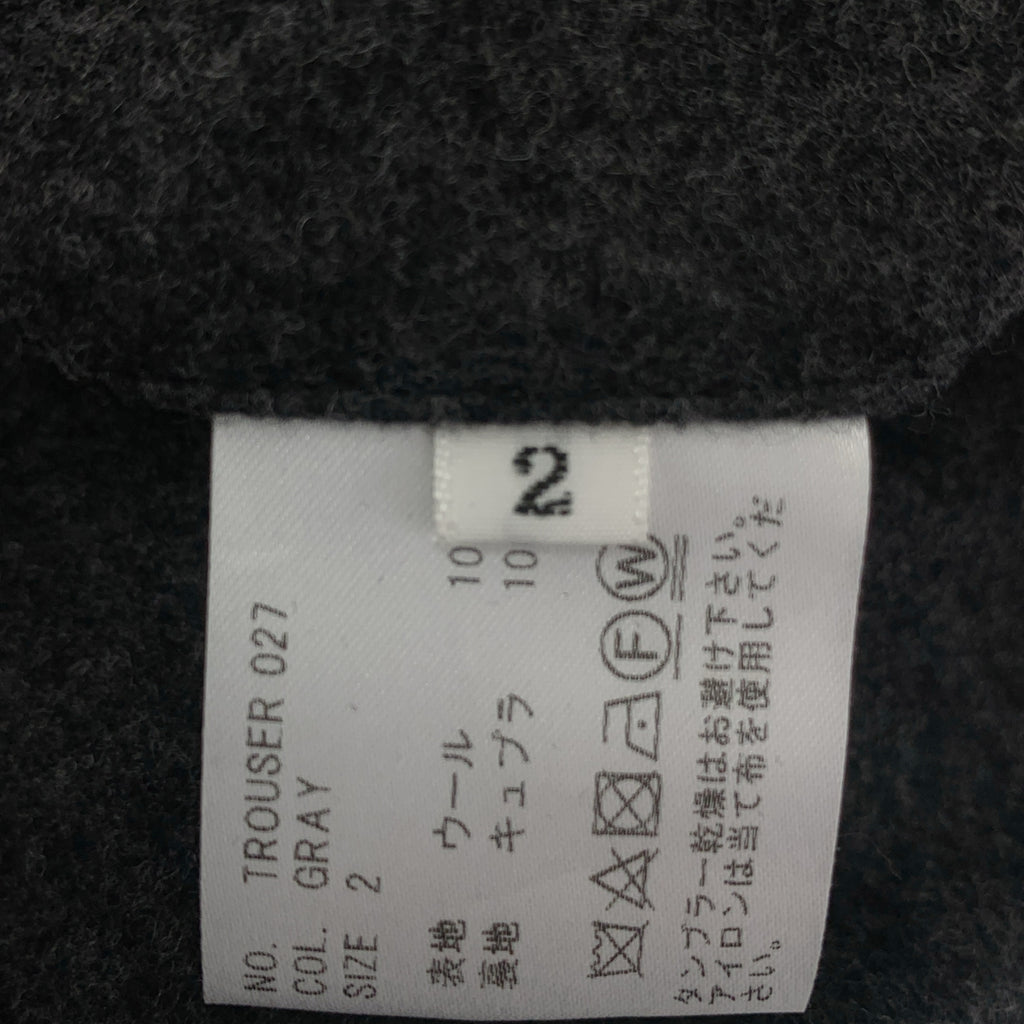 2
NO. TROUSER 027
COL. GRAY
SIZE 2
表地 ウール 10
裏地 キュプラ 10
F W
タンブラー乾燥はお避け下さい。
アイロンは当て布を使用してくだ
さい。